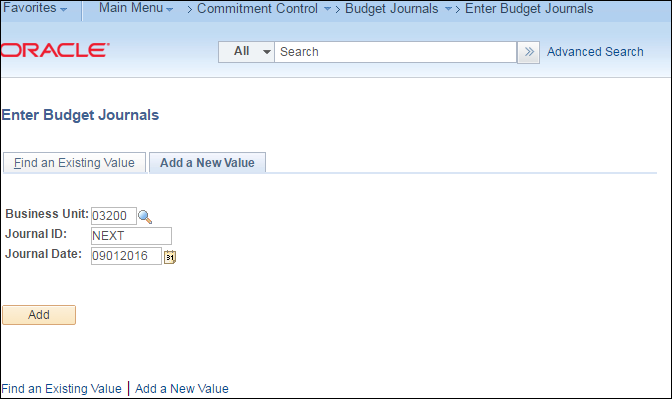 Favorites Main Menu > Commitment Control > Budget Journals > Enter Budget Journals
ORACLE
All Search » Advanced Search
Enter Budget Journals
Find an Existing Value Add a New Value
Business Unit: 03200
Journal ID: NEXT
Journal Date: 09012016 31
Add
Find an Existing Value | Add a New Value